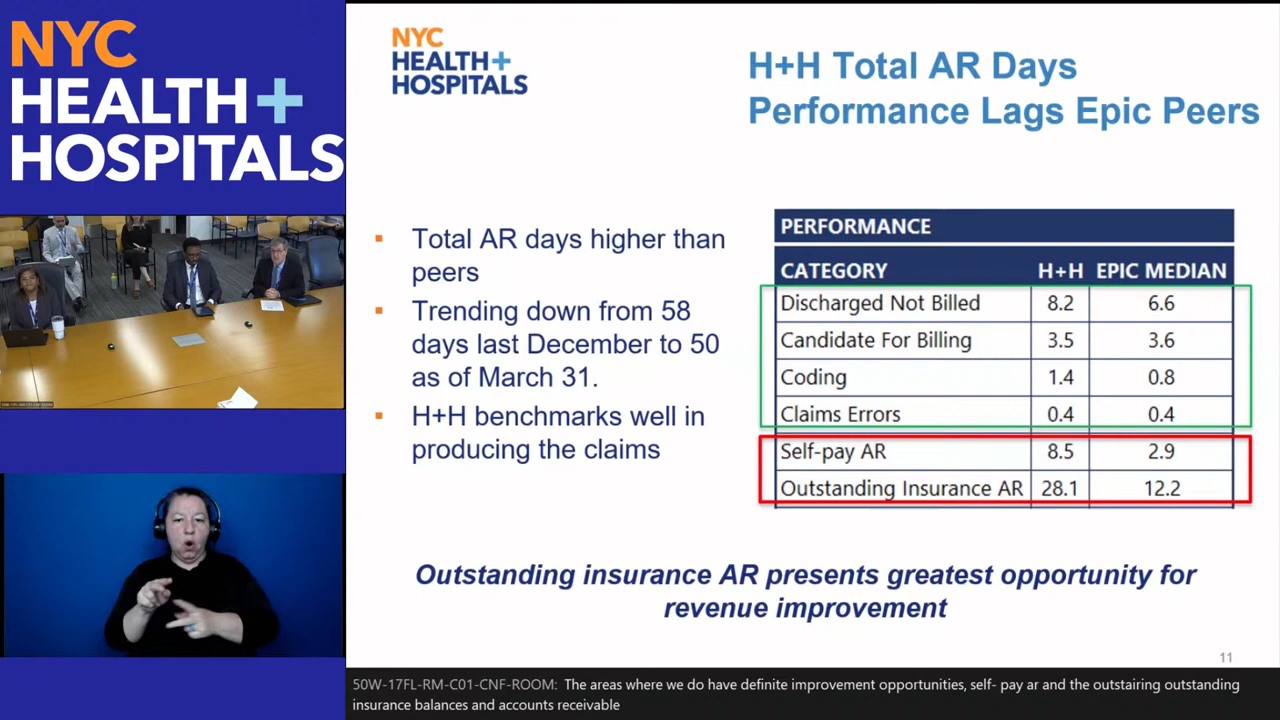 NYC
HEALTH+
HOSPITALS
NYC
HEALTH+
HOSPITALS
H+H Total AR Days
Performance Lags Epic Peers
▪ Total AR days higher than
peers
▪ Trending down from 58
days last December to 50
as of March 31.
▪ H+H benchmarks well in
producing the claims
PERFORMANCE
CATEGORY H+H EPIC MEDIAN
Discharged Not Billed 8.2 6.6
Candidate For Billing 3.5 3.6
Coding 1.4 0.8
Claims Errors 0.4 0.4
Self-pay AR 8.5 2.9
Outstanding Insurance AR 28.1 12.2
Outstanding insurance AR presents greatest opportunity for
revenue improvement
11
50W-17FL-RM-C01-CNF-ROOM: The areas where we do have definite improvement opportunities, self- pay ar and the outstairing outstanding
insurance balances and accounts receivable
50W-17FL-RM-C01-CNF-ROOM